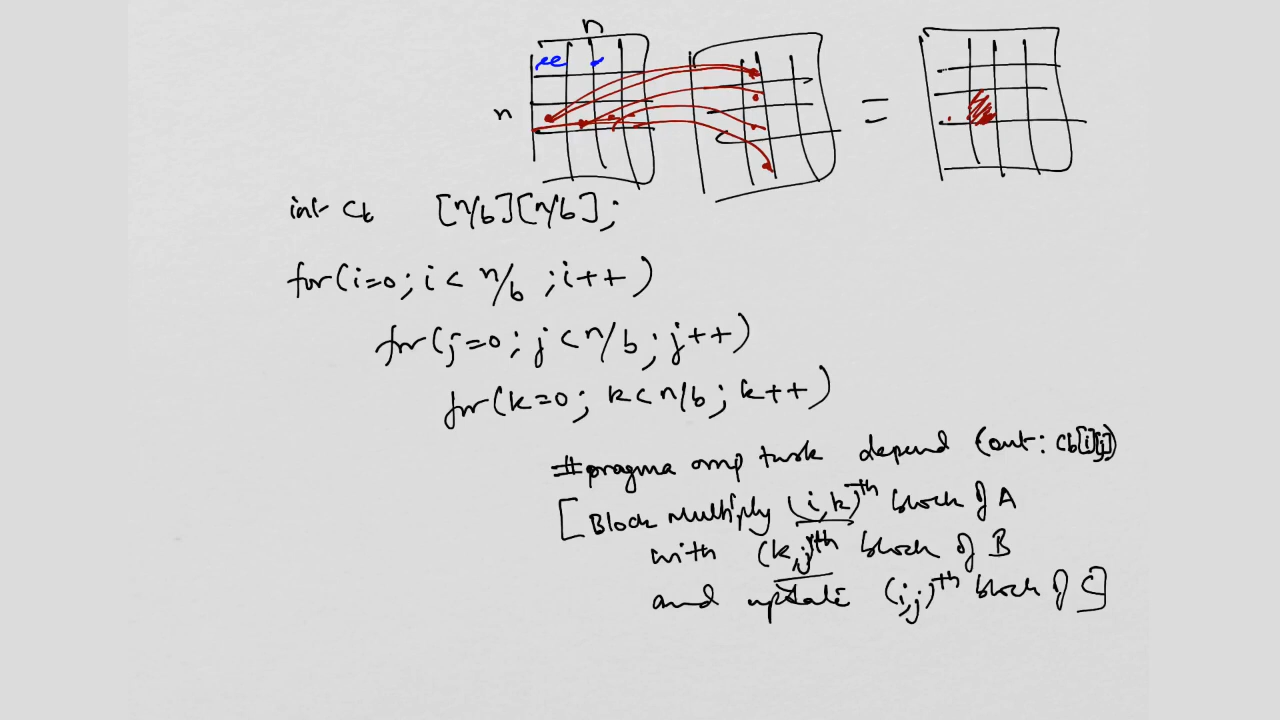 n
n
=
int Cb [n/b][n/b];
for(i=0; i < n/b ; i++)
for(j=0; j < n/b; j++)
for(k=0; k < n/b; k++)
#pragma omp task depend (out: Cb[i][j])
[Block Multiply (i,k)th block of A
with (k,j)th block of B
and update (i,j)th block of C]